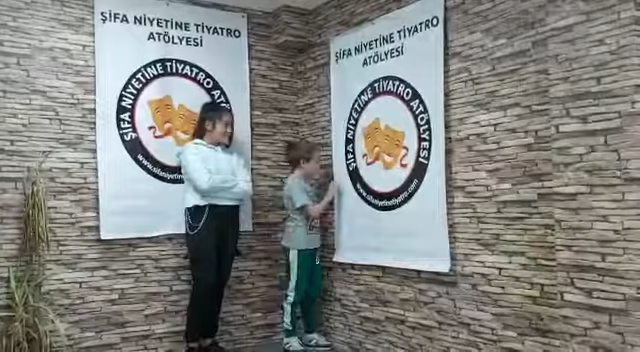 ŞİFA NİYETİNE TİYATRO
ATÖLYESİ
ŞİFA NİYETİNE TİYATRO ATÖLYESİ
ŞİFA NİYETİNE TİYATRO
ATÖLYESİ
ŞİFA NİYETİNE TİYATRO ATÖLYESİ
www.sifaniyetinetiyatro.com